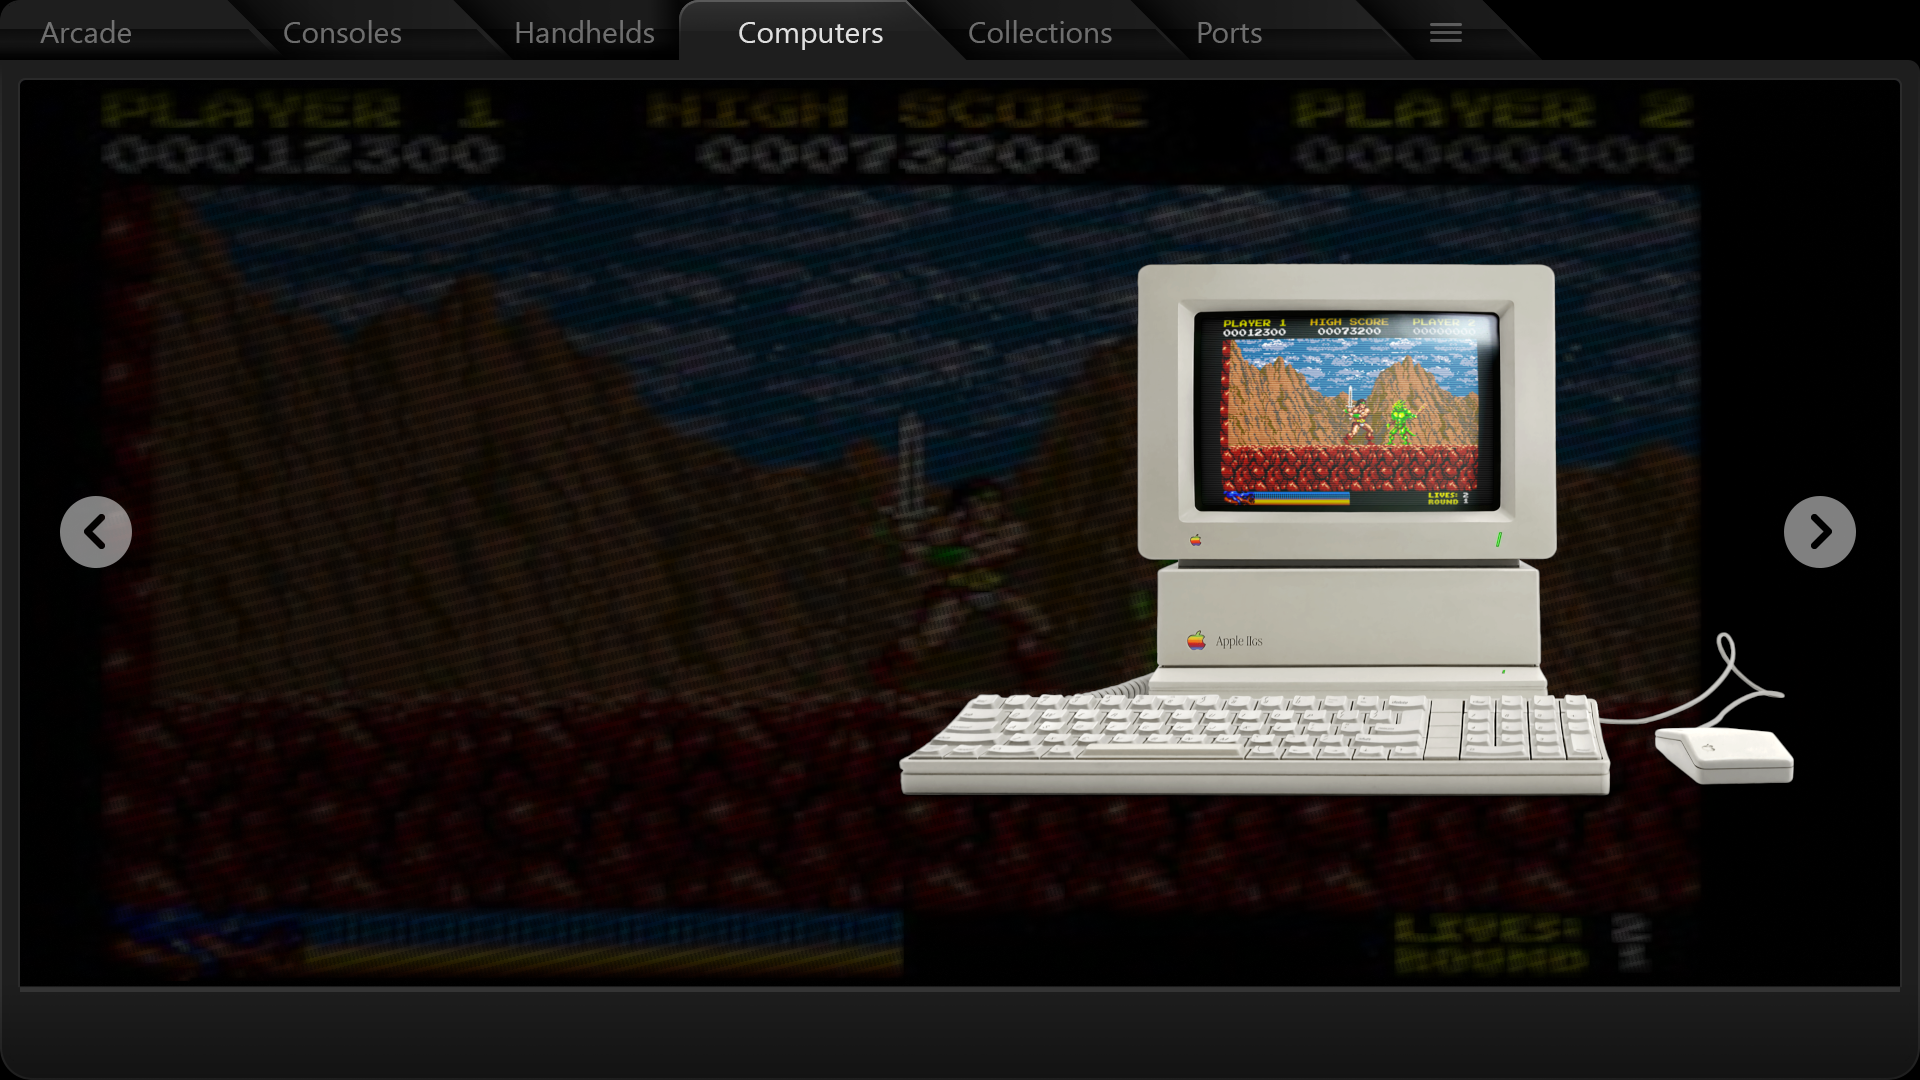 Arcade
Consoles
Handhelds
Computers
Collections
Ports
PLAYER 1
HIGH SCORE
PLAYER 2
00012300
00073200
00000000
PLAYER 1
HIGH SCORE
PLAYER 2
00012300
00073200
00000000
LIVES: 2
ROUND 1
Apple IIGS
LIVES: 2
ROUND 1